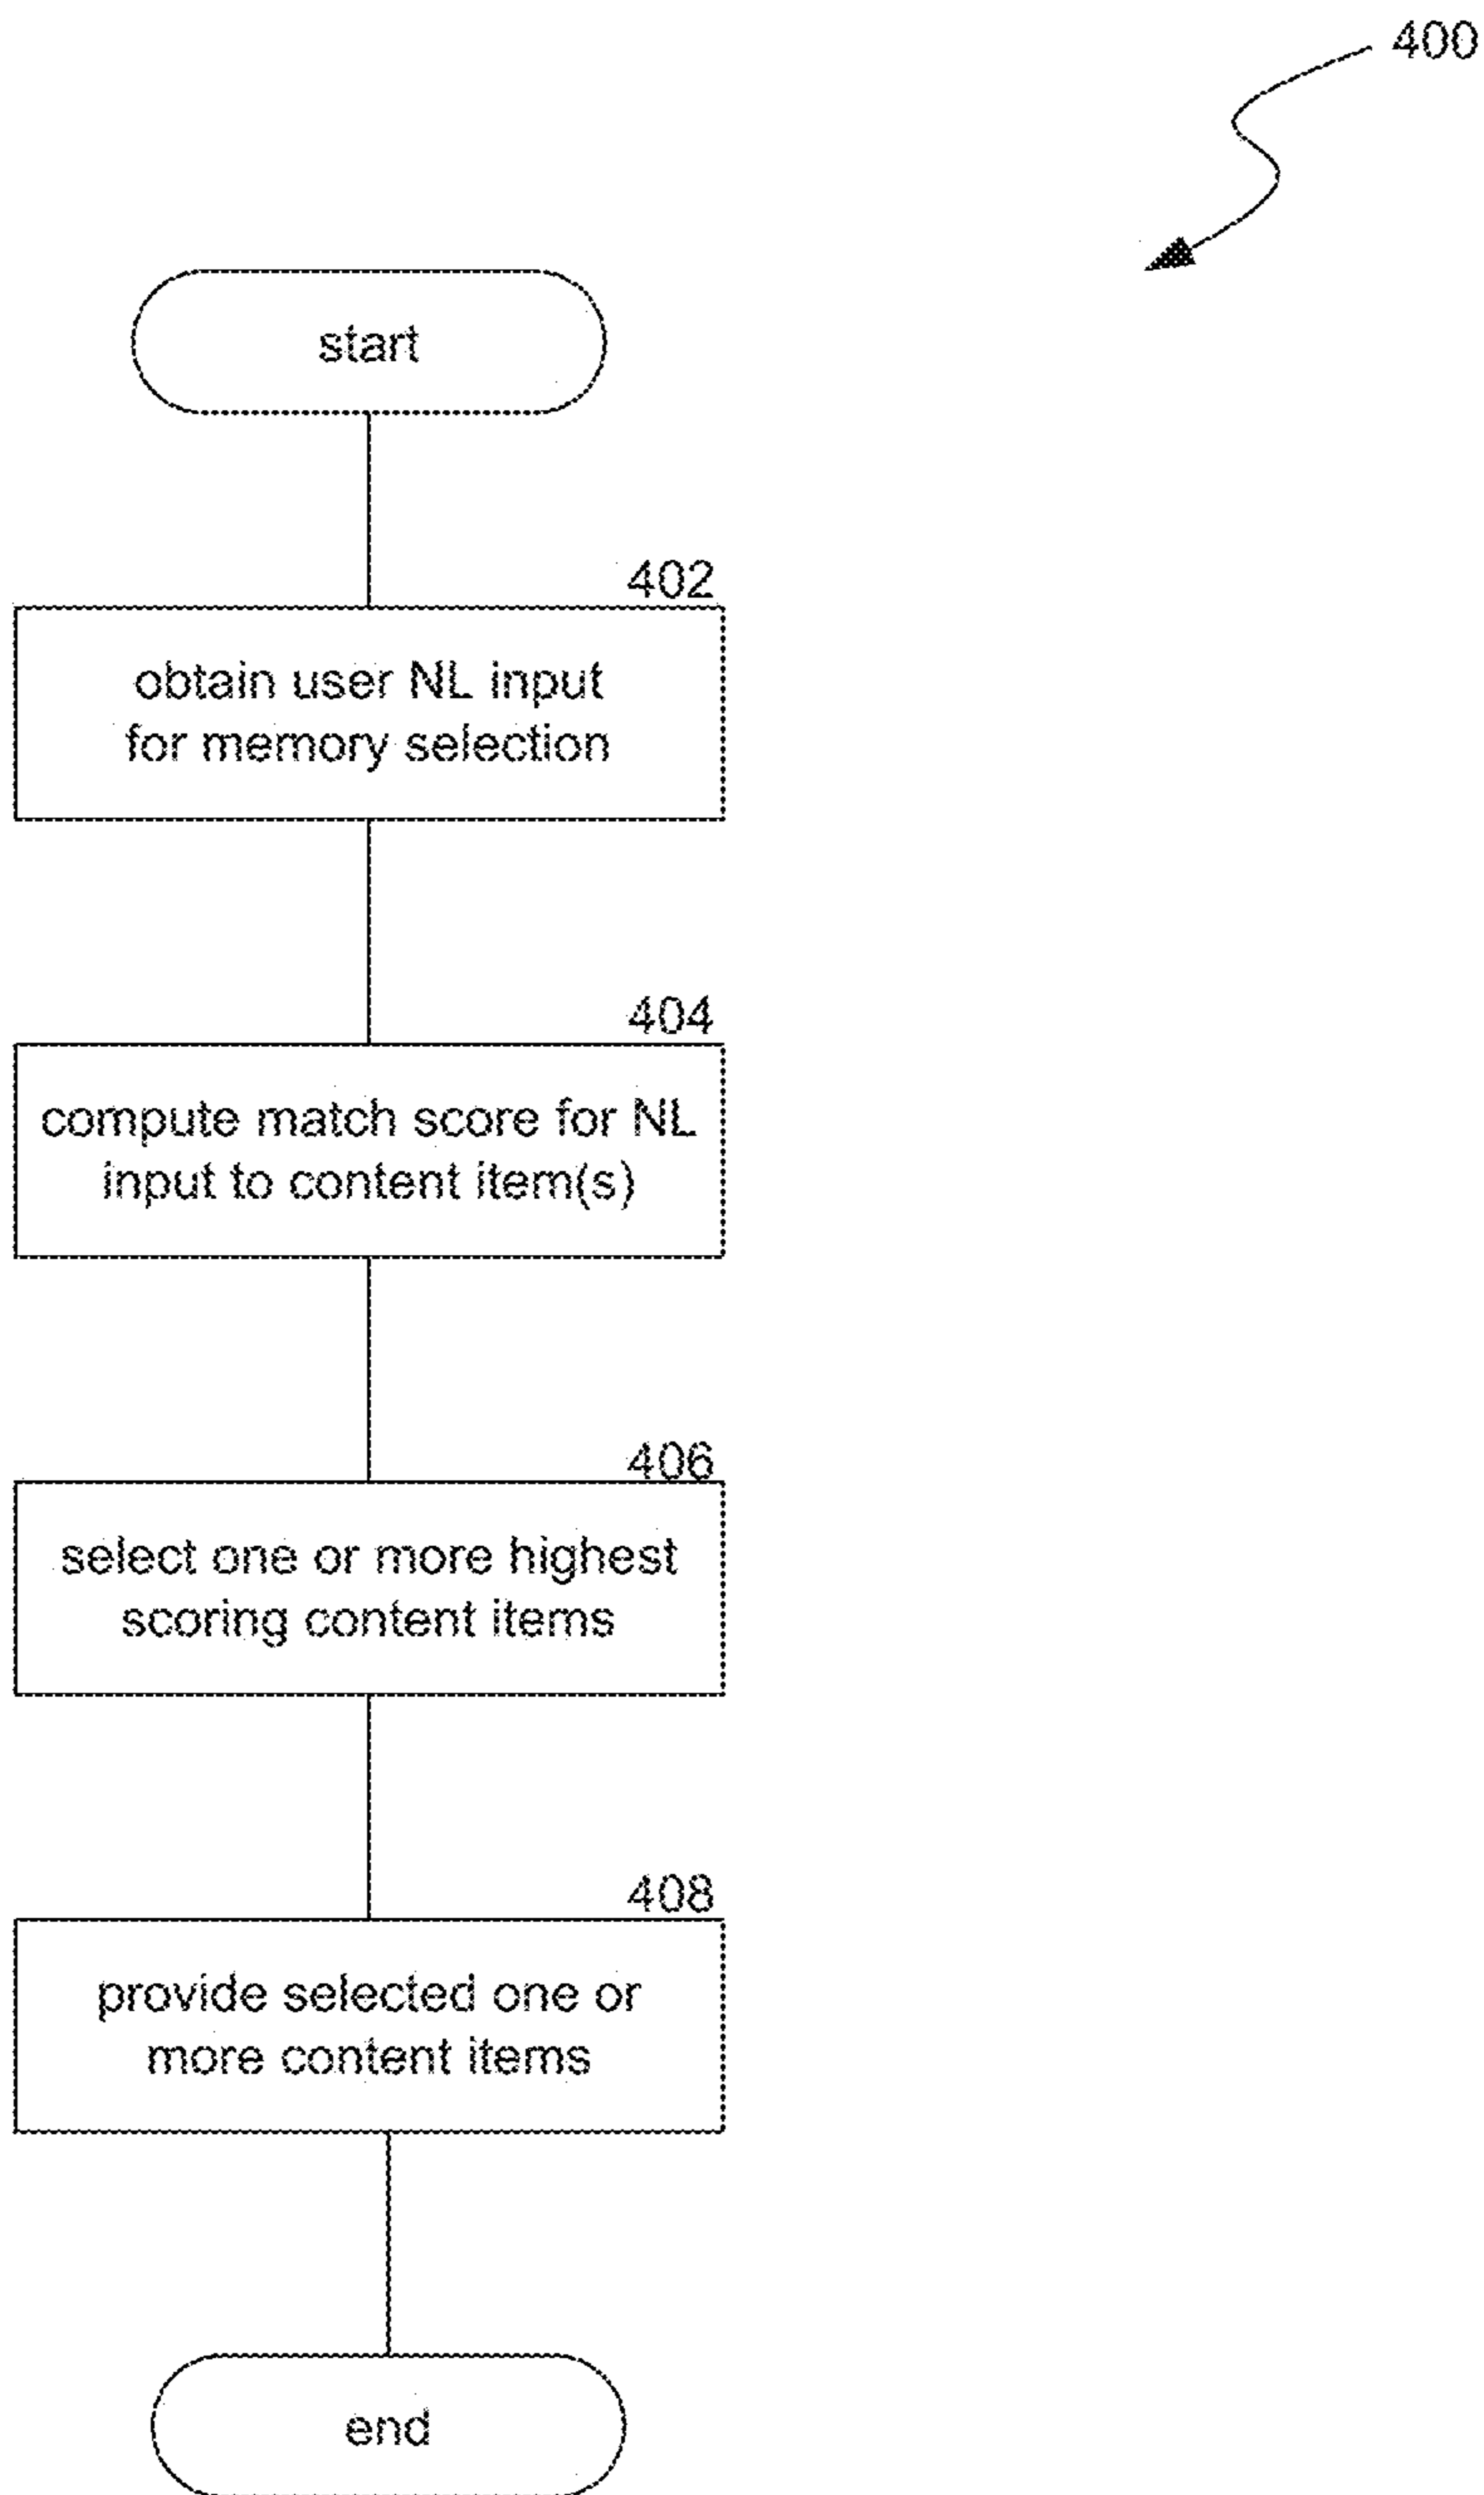 400
start
402
obtain user NL input
for memory selection
404
compute match score for NL
input to content item(s)
406
select one or more highest
scoring content items
408
provide selected one or
more content items
end